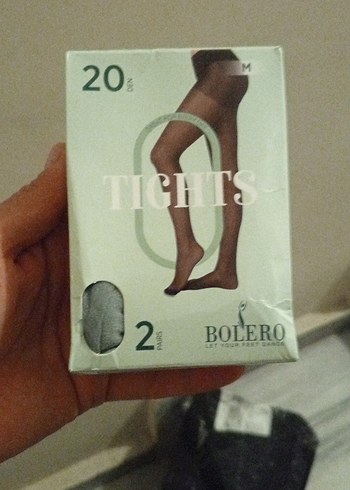 20 DEN
M
TIGHTS
2 PAIRS
BOLERO
LET YOUR FEET DANCE